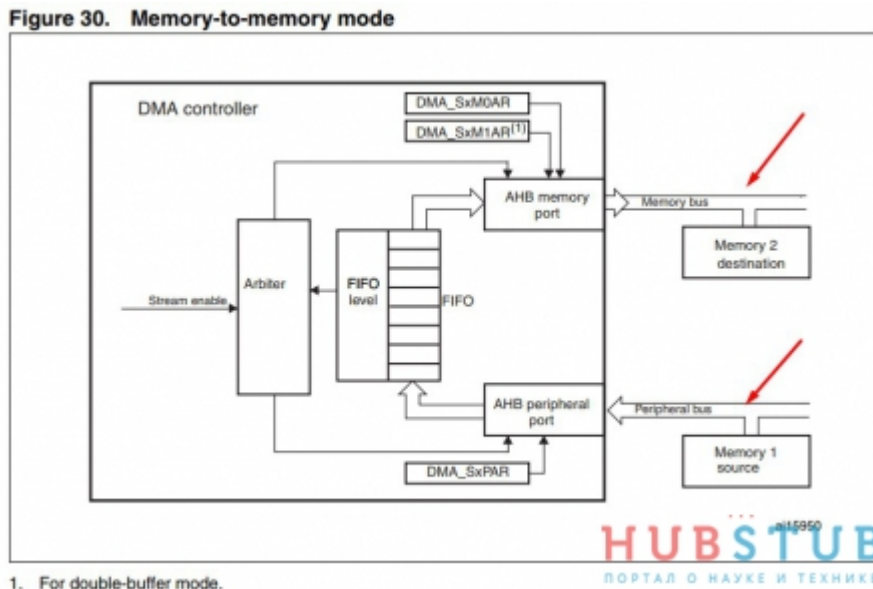 Figure 30. Memory-to-memory mode
DMA controller
DMA_SxM0AR
DMA_SxM1AR(1)
AHB memory
port
Memory bus
Memory 2
destination
Arbiter
FIFO
level
FIFO
Stream enable
AHB peripheral
port
Peripheral bus
Memory 1
source
DMA_SxPAR
ai15950
HUBSTUB
ПОРТАЛ О НАУКЕ И ТЕХНИКЕ
1. For double-buffer mode.